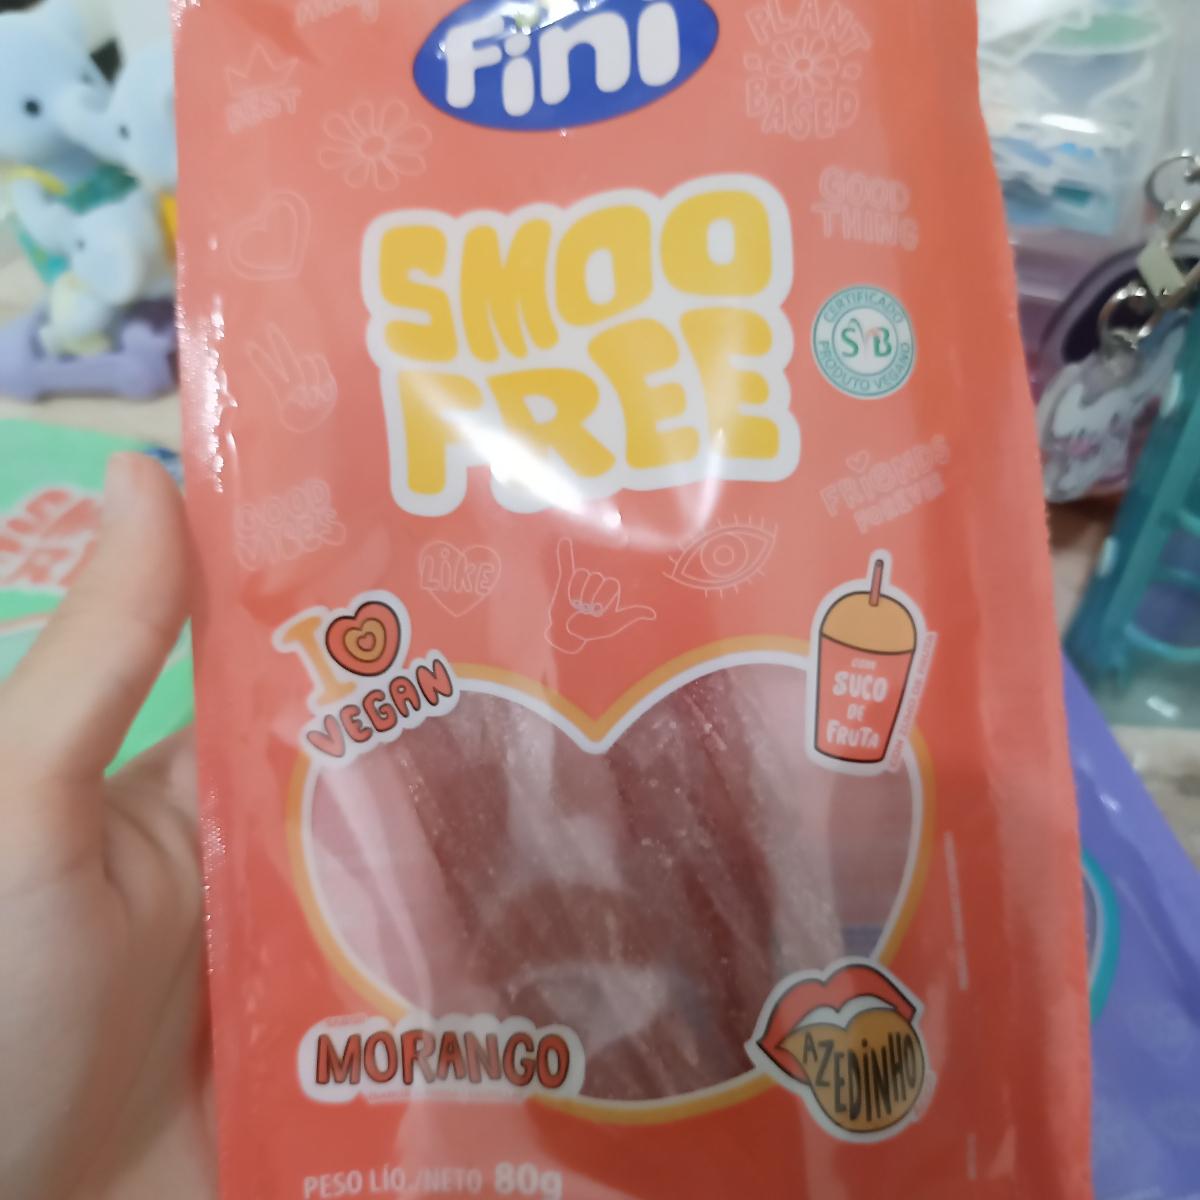 fini
PLANT
BASED
BEST
GOOD
THING
SMOO
FREE
CERTIFICADO
SVB
PRODUTO VEGANO
FRIENDS
FOREVER
GOOD
VIBES
LIKE
I
VEGAN
COM
SUCO
DE
FRUTA
MORANGO
AZEDINHO
PESO LÍQ./NETO 80g